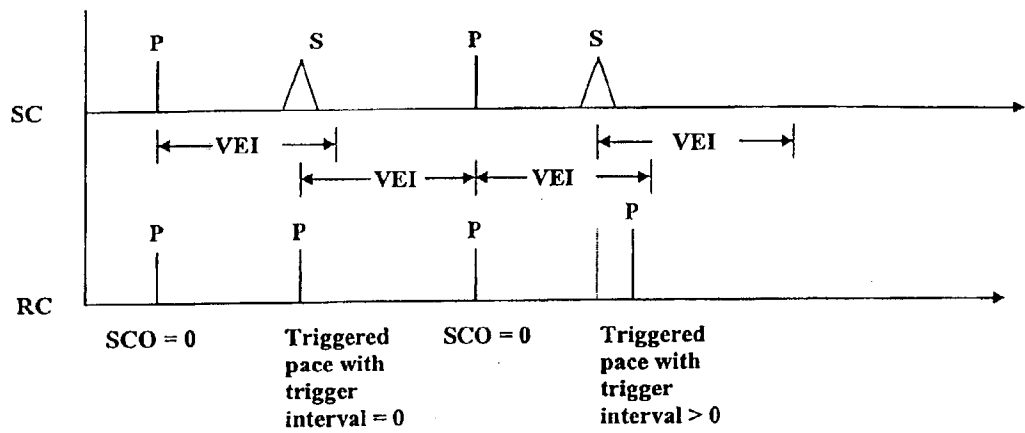 P S P S
SC
VEI VEI
VEI VEI
P
P P P
RC
SCO = 0 Triggered SCO = 0 Triggered
pace with pace with
trigger trigger
interval = 0 interval > 0